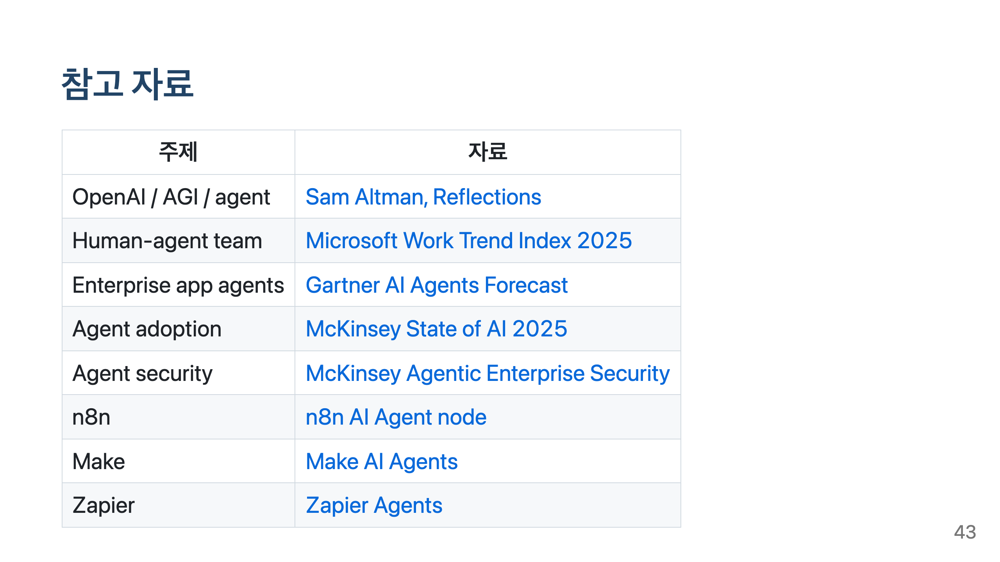 참고 자료
주제 자료
OpenAI / AGI / agent Sam Altman, Reflections
Human-agent team Microsoft Work Trend Index 2025
Enterprise app agents Gartner AI Agents Forecast
Agent adoption McKinsey State of AI 2025
Agent security McKinsey Agentic Enterprise Security
n8n n8n AI Agent node
Make Make AI Agents
Zapier Zapier Agents
43